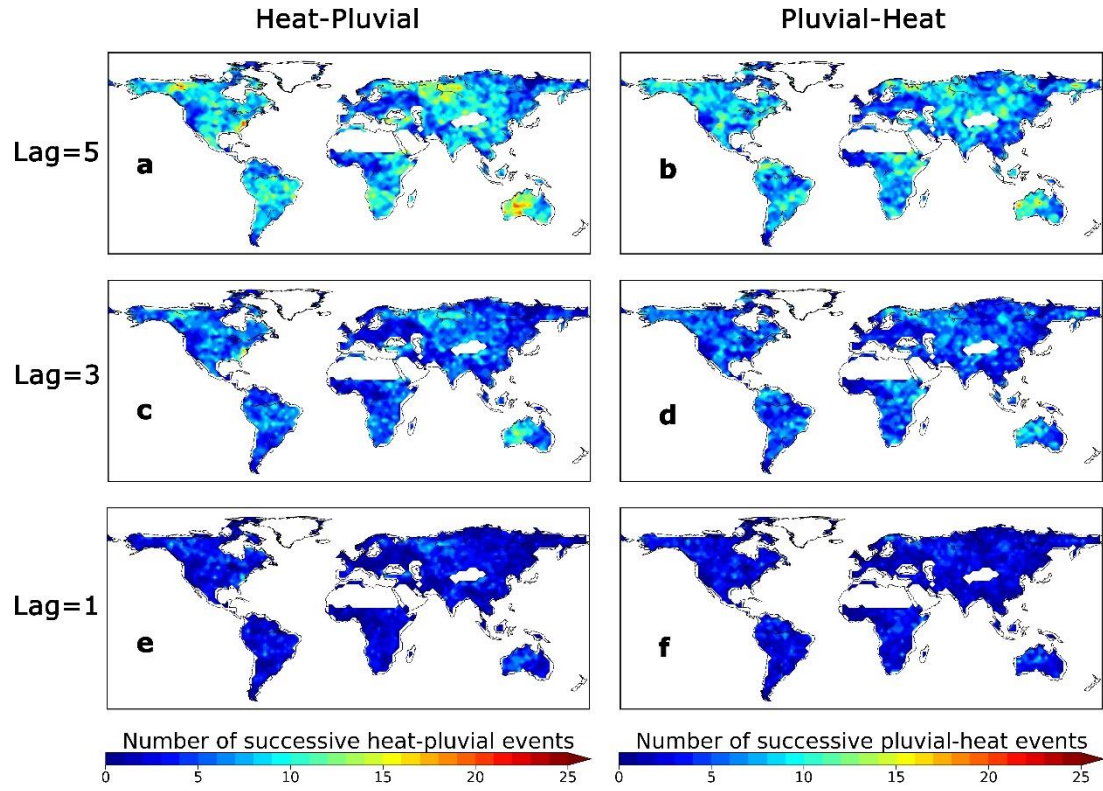 Heat-Pluvial Pluvial-Heat
Lag=5
a b
Lag=3
c d
Lag=1
e f
Number of successive heat-pluvial events Number of successive pluvial-heat events
0 5 10 15 20 25 0 5 10 15 20 25